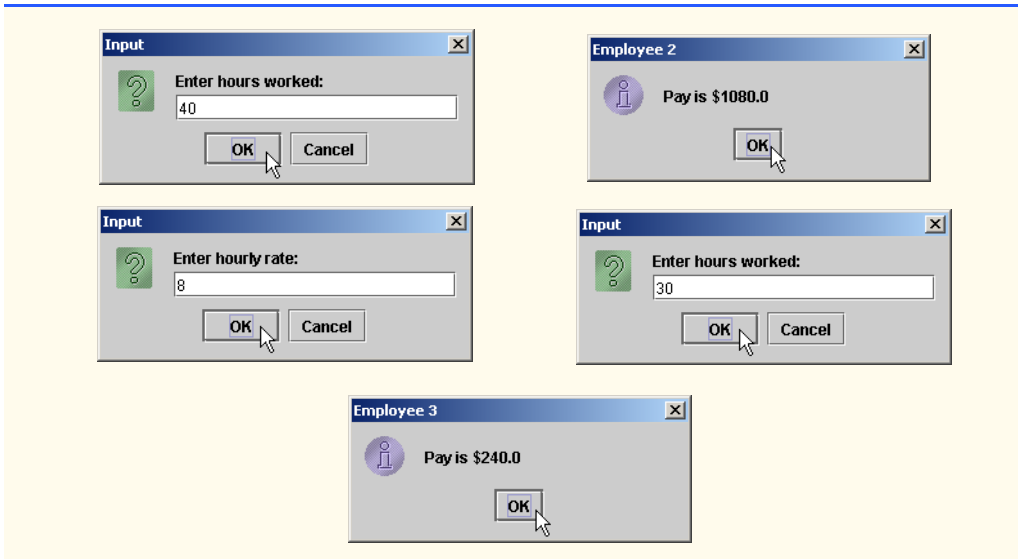 Input
Enter hours worked:
40
OK Cancel
Employee 2
Pay is $1080.0
OK
Input
Enter hourly rate:
8
OK Cancel
Input
Enter hours worked:
30
OK Cancel
Employee 3
Pay is $240.0
OK